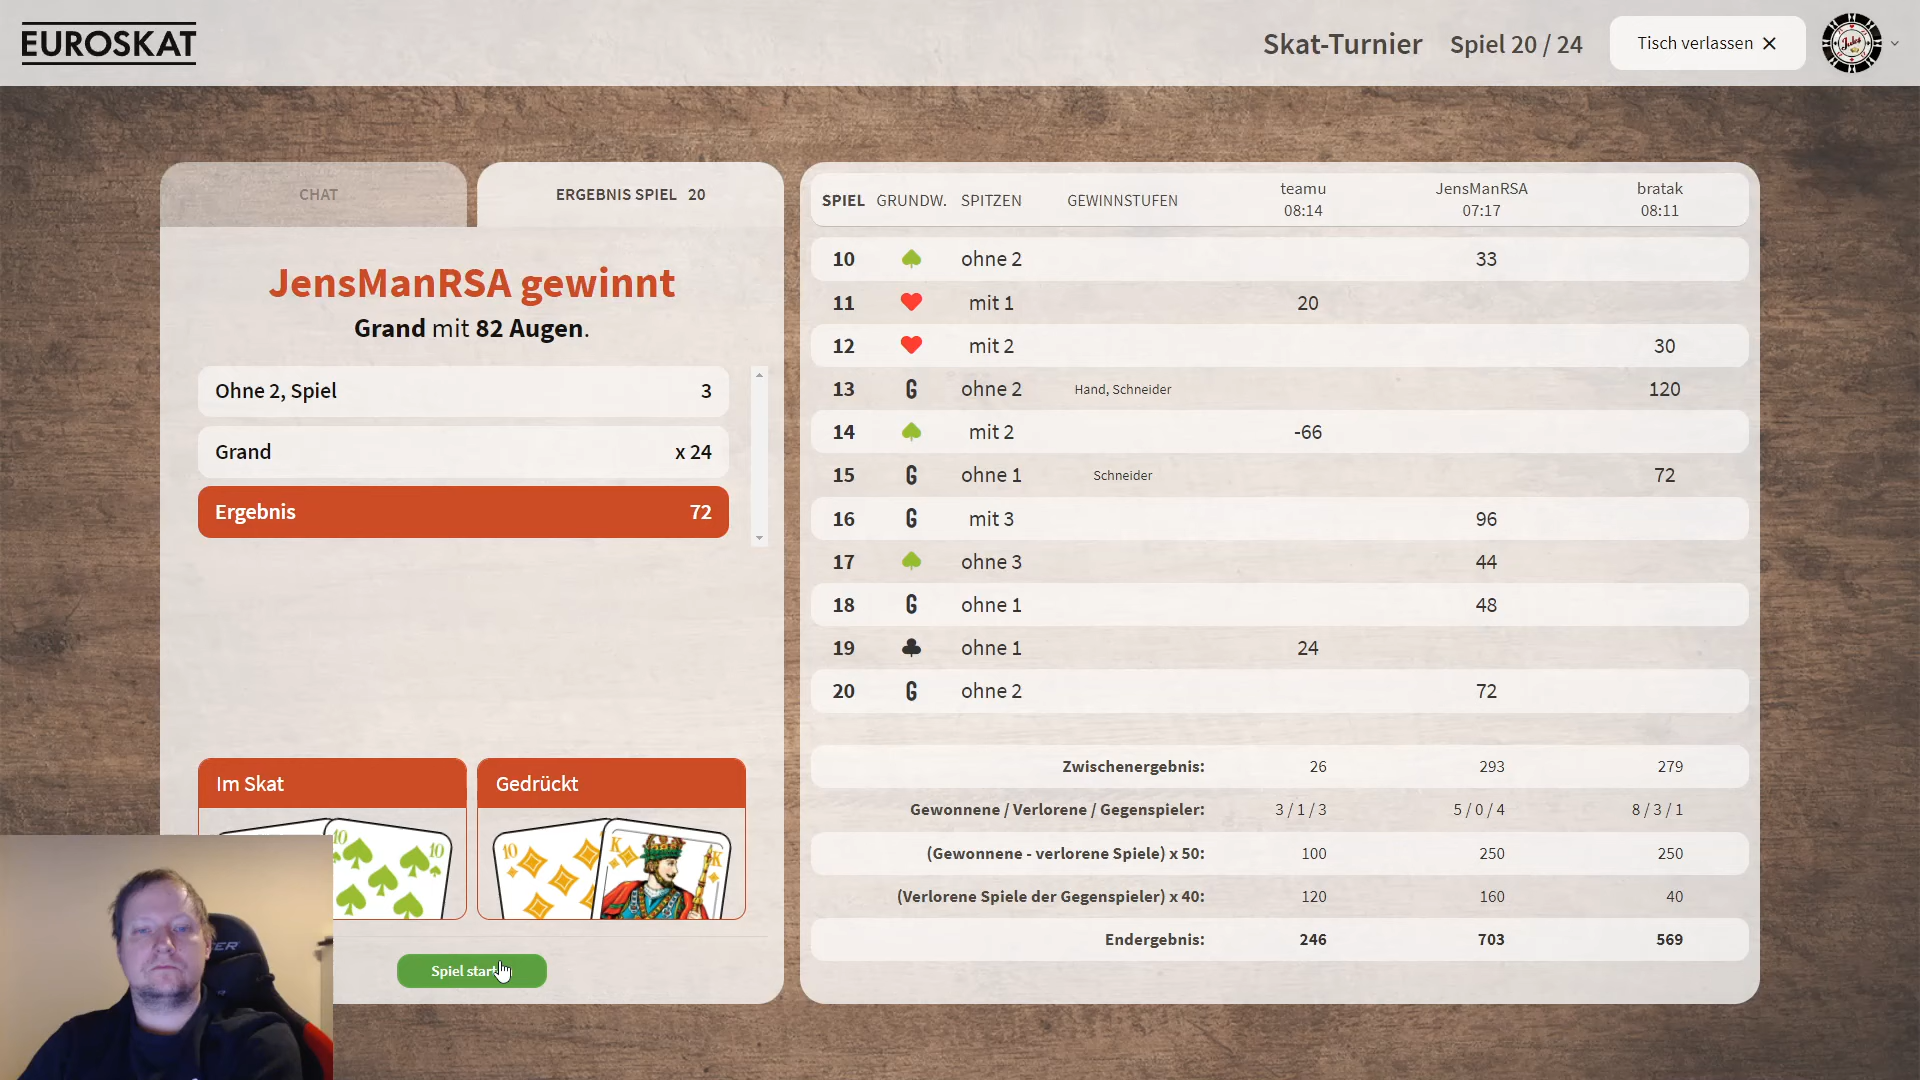 EUROSKAT
Skat-Turnier
Spiel 20 / 24
Tisch verlassen
CHAT
ERGEBNIS SPIEL 20
JensManRSA gewinnt
Grand mit 82 Augen.
Ohne 2, Spiel 3
Grand x 24
Ergebnis 72
Im Skat
Gedrückt
10
10
10
K
K
SPIEL GRUNDW. SPITZEN GEWINNSTUFEN teamu JensManRSA bratak
08:14 07:17 08:11
10 ohne 2 33
11 mit 1 20
12 mit 2 30
13 G ohne 2 Hand, Schneider 120
14 mit 2 -66
15 G ohne 1 Schneider 72
16 G mit 3 96
17 ohne 3 44
18 G ohne 1 48
19 ohne 1 24
20 G ohne 2 72
Zwischenergebnis: 26 293 279
Gewonnene / Verlorene / Gegenspieler: 3 / 1 / 3 5 / 0 / 4 8 / 3 / 1
(Gewonnene - verlorene Spiele) x 50: 100 250 250
(Verlorene Spiele der Gegenspieler) x 40: 120 160 40
Endergebnis: 246 703 569